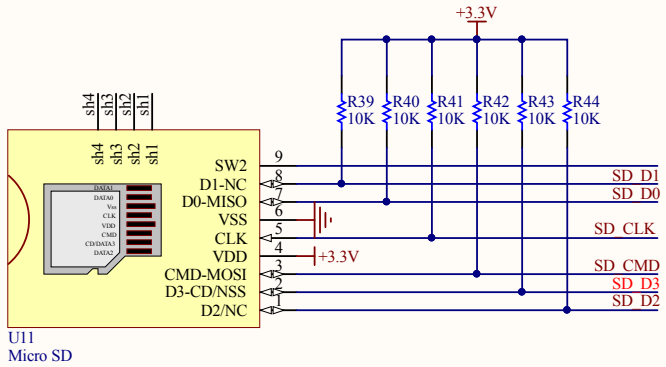 +3.3V
sh4
sh3
sh2
sh1
R39
10K
R40
10K
R41
10K
R42
10K
R43
10K
R44
10K
sh4
sh3
sh2
sh1
SW2 9
D1-NC 8 SD_D1
D0-MISO 7 SD_D0
VSS 6
CLK 5 SD_CLK
VDD 4 +3.3V
CMD-MOSI 3 SD_CMD
D3-CD/NSS 2 SD_D3
D2/NC 1 SD_D2
DATA1
DATA0
Vss
CLK
VDD
CMD
CD/DATA3
DATA2
U11
Micro SD